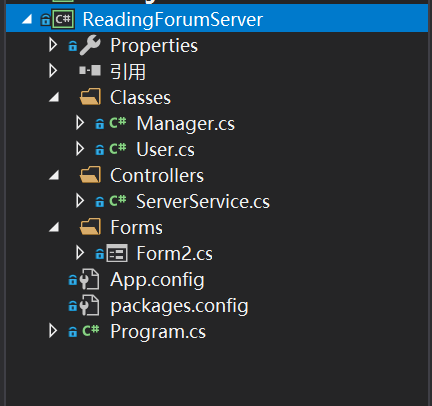 ReadingForumServer
Properties
引用
Classes
Manager.cs
User.cs
Controllers
ServerService.cs
Forms
Form2.cs
App.config
packages.config
Program.cs